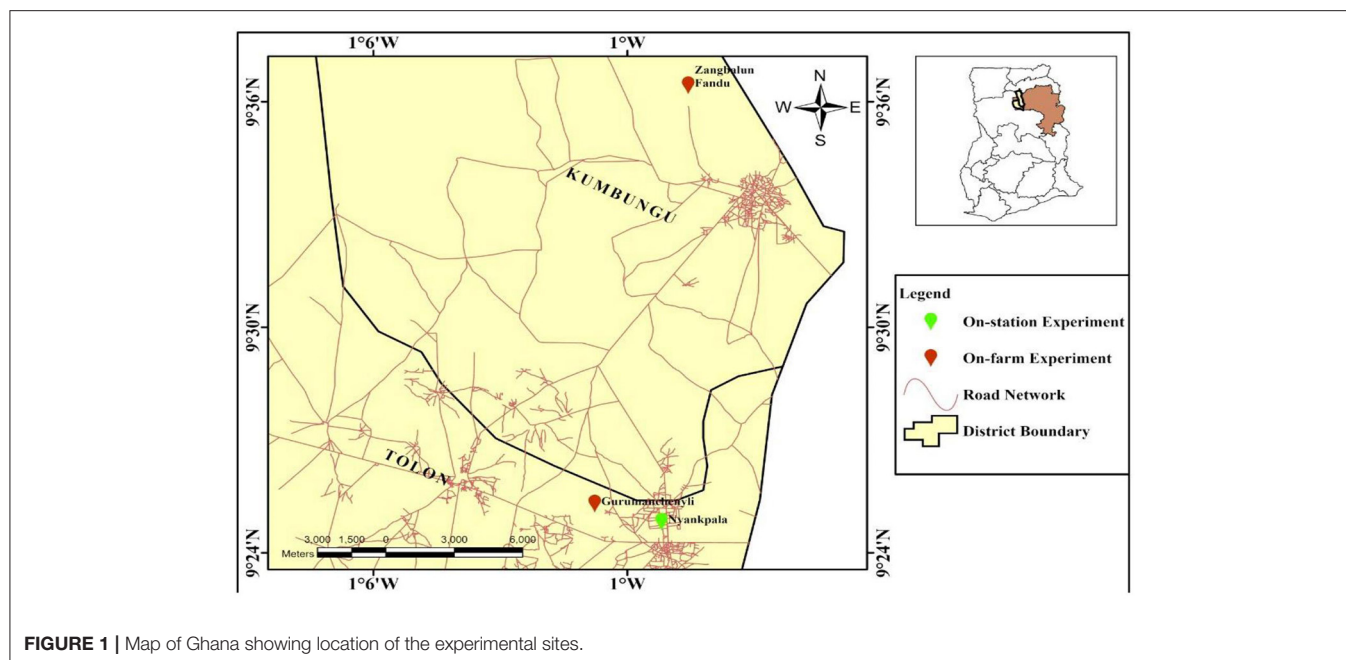 1°6'W
1°W
Zangbalun
Fandu
N
W
E
S
9°36'N
9°36'N
KUMBUNGU
Legend
On-station Experiment
On-farm Experiment
Road Network
District Boundary
9°30'N
9°30'N
TOLON
Gurumanchenyli
Nyankpala
3,000 1,500 0 3,000 6,000
Meters
9°24'N
9°24'N
1°6'W
1°W
FIGURE 1 | Map of Ghana showing location of the experimental sites.